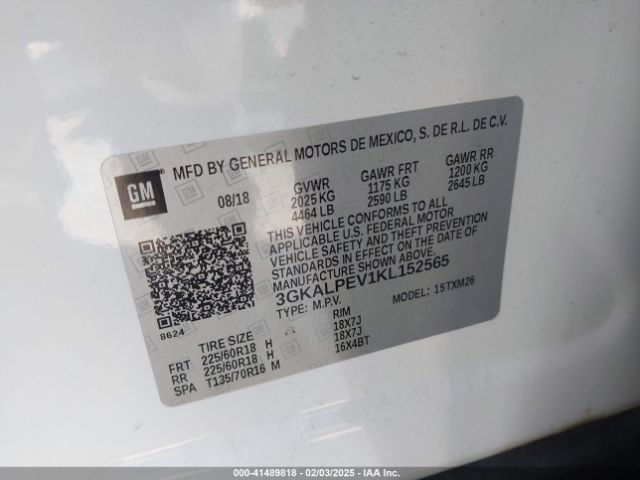 MFD BY GENERAL MOTORS DE MEXICO, S. DE R.L. DE C.V.
GM
08/18 GVWR GAWR FRT GAWR RR
2025 KG 1175 KG 1200 KG
4464 LB 2590 LB 2645 LB
THIS VEHICLE CONFORMS TO ALL
APPLICABLE U.S. FEDERAL MOTOR
VEHICLE SAFETY AND THEFT PREVENTION
STANDARDS IN EFFECT ON THE DATE OF
MANUFACTURE SHOWN ABOVE.
3GKALPEV1KL152565
TYPE: M.P.V. MODEL: 15TXM26
8624
TIRE SIZE RIM
FRT 225/60R18 H 18X7J
RR 225/60R18 H 18X7J
SPA T135/70R16 M 16X4BT
000-41489818 - 02/03/2025 - IAA Inc.